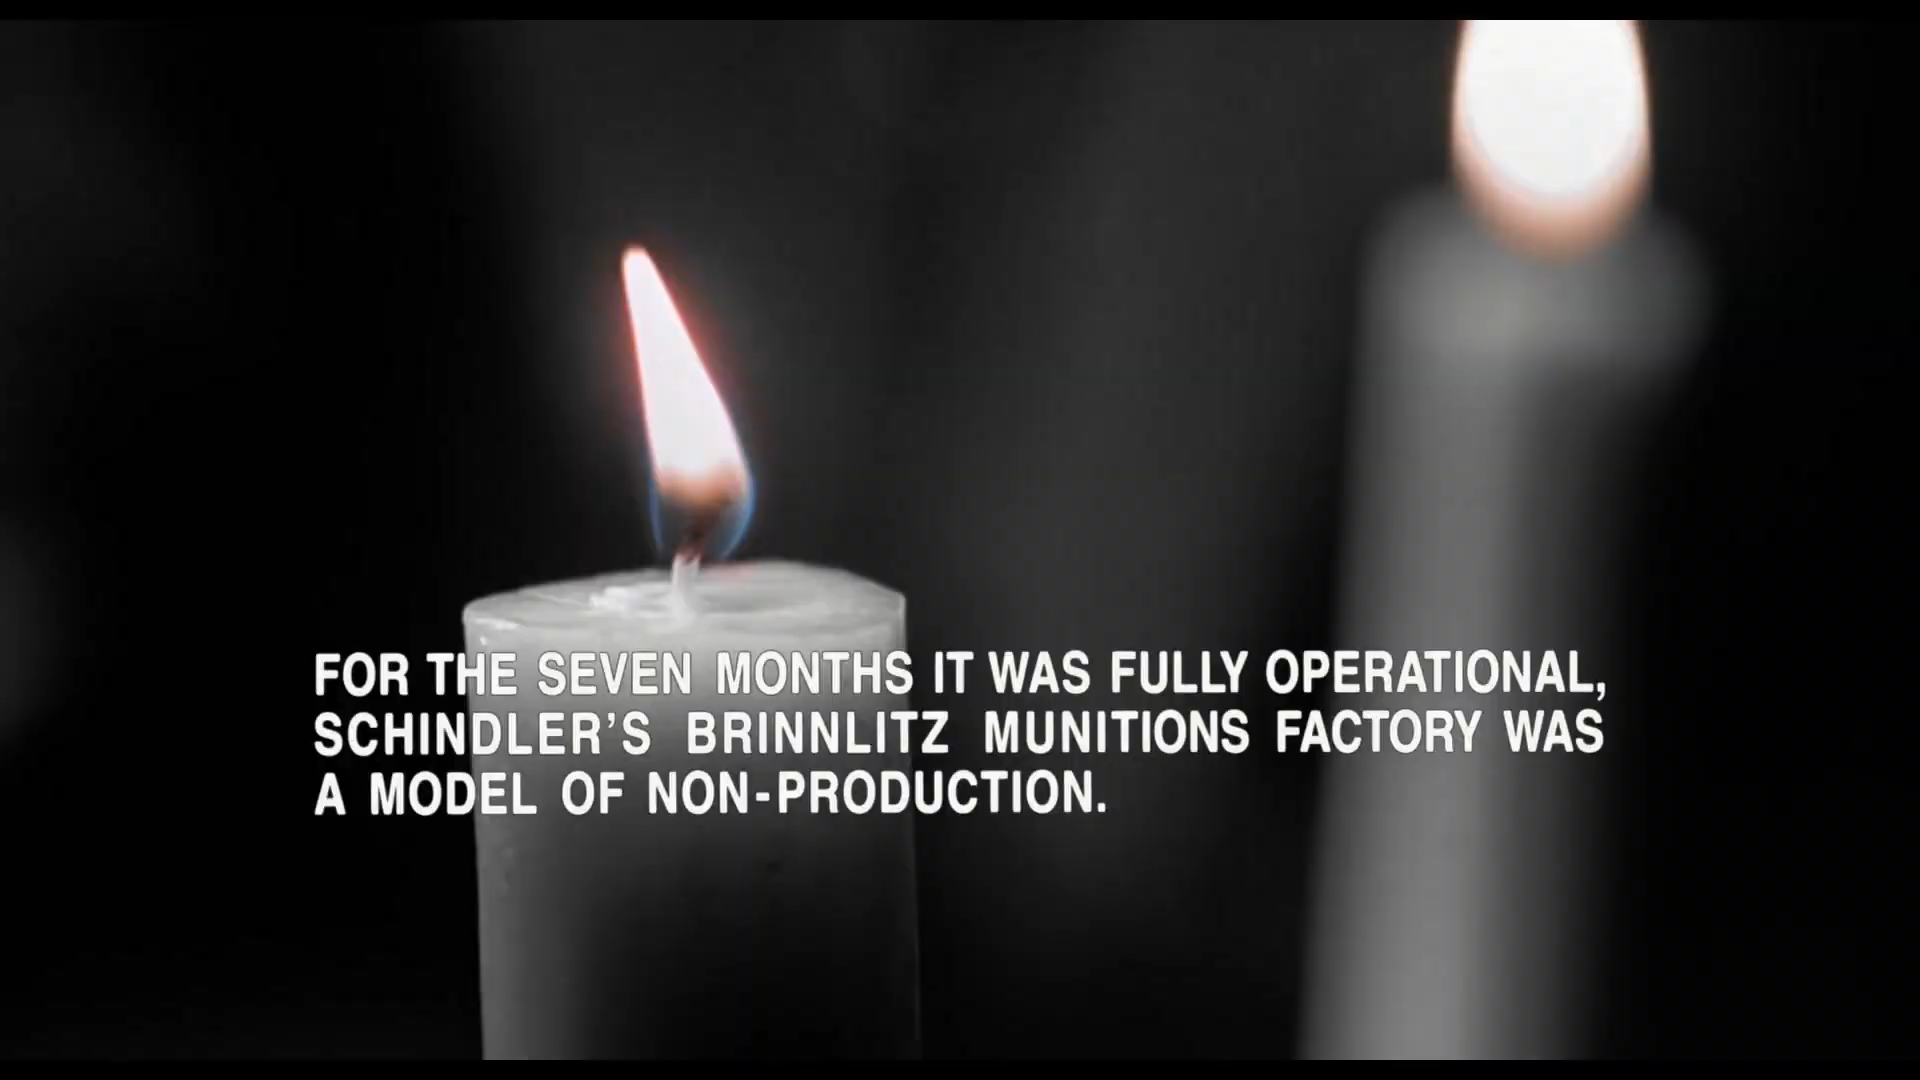 FOR THE SEVEN MONTHS IT WAS FULLY OPERATIONAL,
SCHINDLER'S BRINNLITZ MUNITIONS FACTORY WAS
A MODEL OF NON-PRODUCTION.